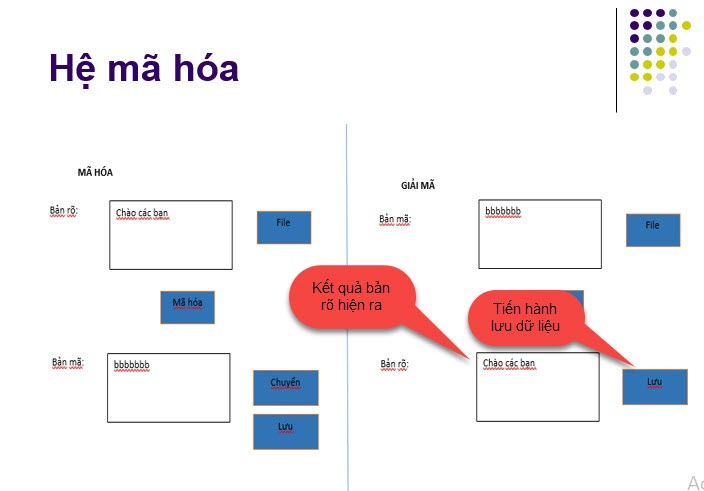 Hệ mã hóa
MÃ HÓA
Bản rõ:
Chào các bạn
File
Mã hóa
Bản mã:
bbbbbbb
Chuyển
Lưu
GIẢI MÃ
Bản mã:
bbbbbbb
File
Kết quả bản
rõ hiện ra
Tiến hành
lưu dữ liệu
Bản rõ:
Chào các bạn
Lưu